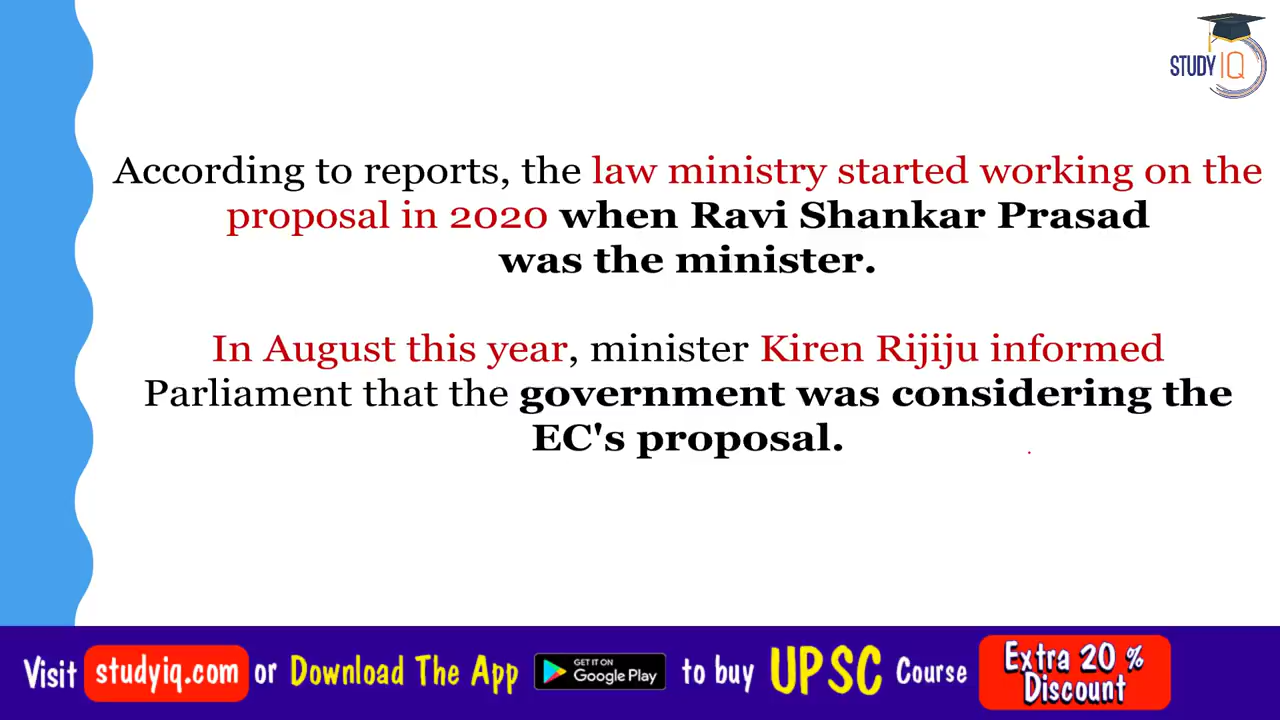 STUDY IQ
According to reports, the law ministry started working on the
proposal in 2020 when Ravi Shankar Prasad
was the minister.
In August this year, minister Kiren Rijiju informed
Parliament that the government was considering the
EC's proposal.
Visit studyiq.com or Download The App GET IT ON Google Play to buy UPSC Course Extra 20 % Discount